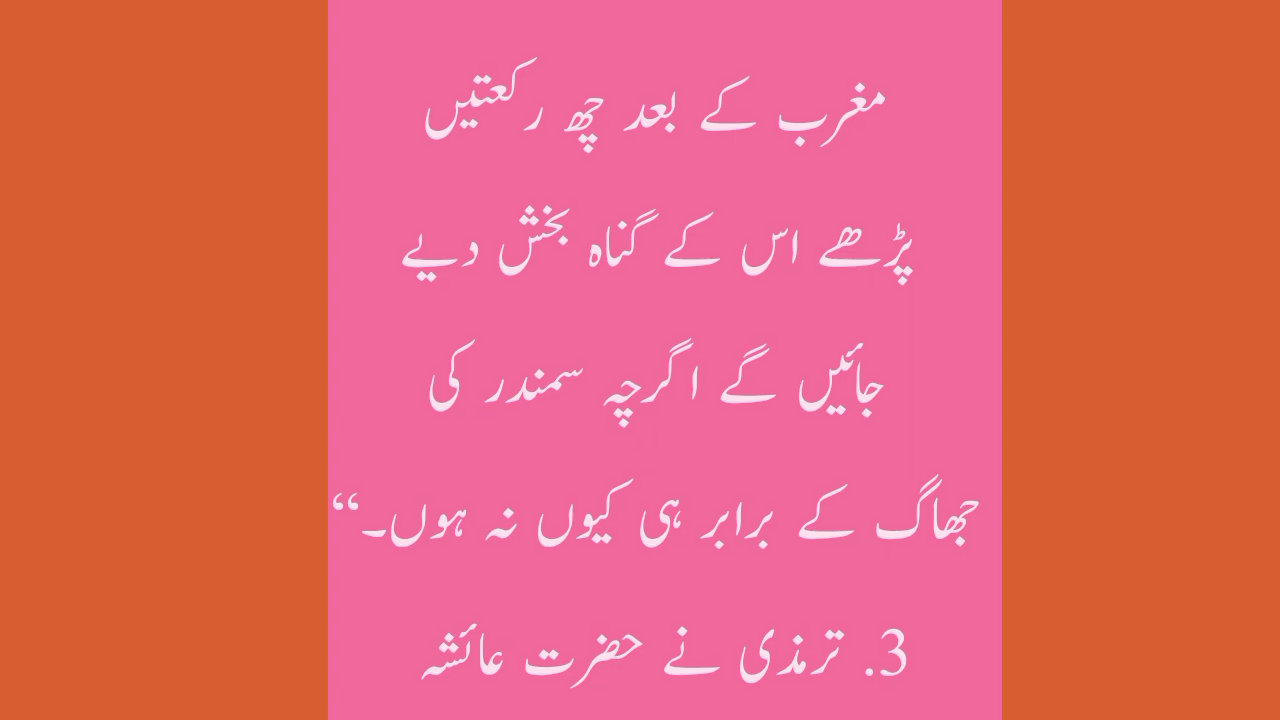 مغرب کے بعد چھ رکعتیں
پڑھے اس کے گناہ بخش دیے
جائیں گے اگرچہ سمندر کی
جھاگ کے برابر ہی کیوں نہ ہوں۔“
3. ترمذی نے حضرت عائشہ